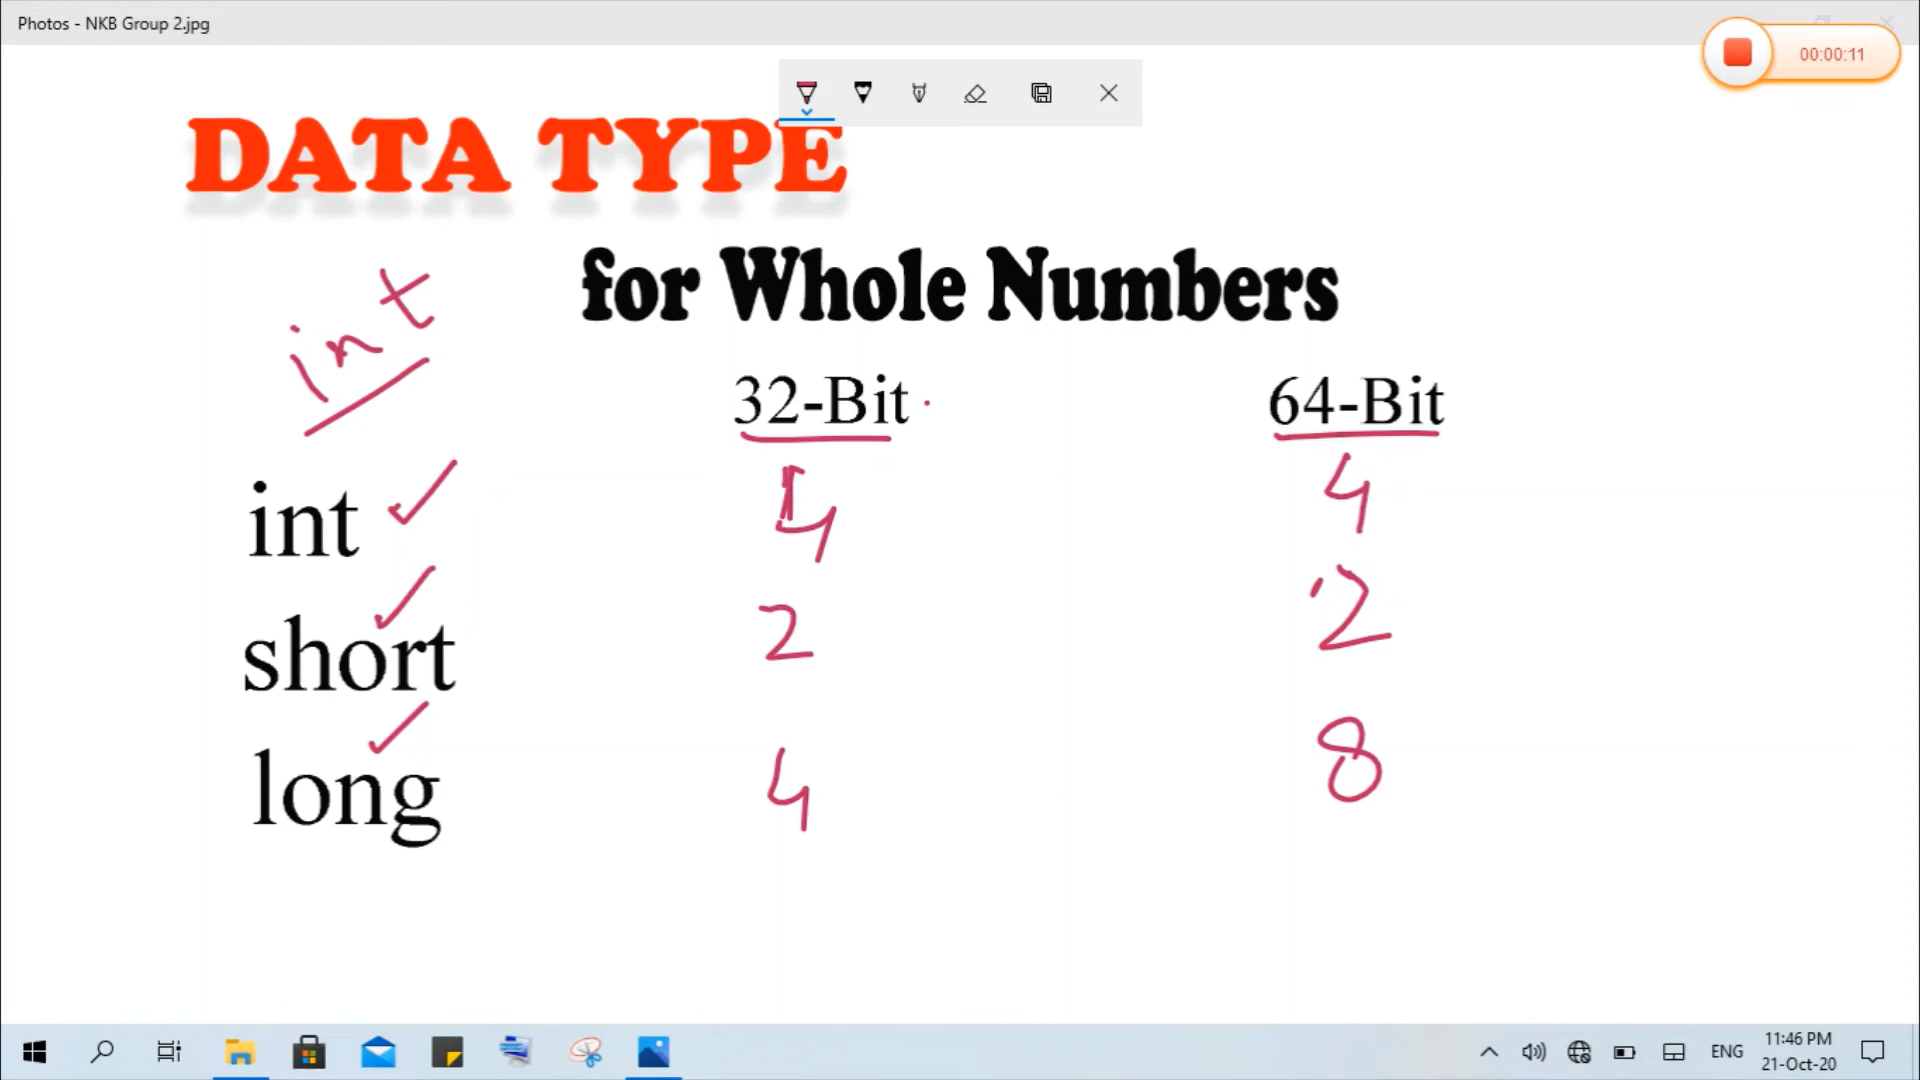 Photos - NKB Group 2.jpg
00:00:11
DATA TYPE
for Whole Numbers
int
32-Bit 64-Bit
int 4 4
short 2 2
long 4 8
ENG
11:46 PM
21-Oct-20